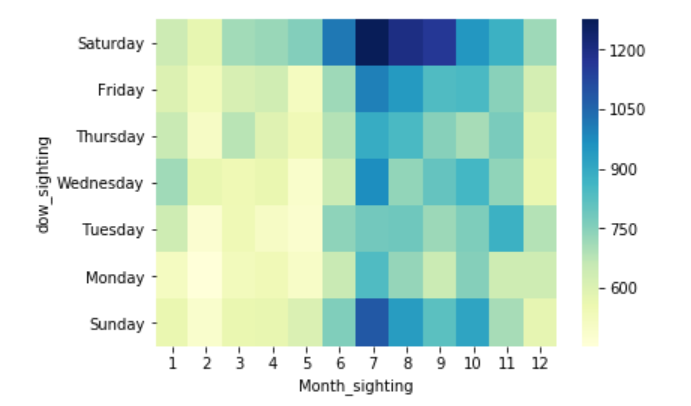 Saturday
Friday
Thursday
Wednesday
Tuesday
Monday
Sunday
dow_sighting
1 2 3 4 5 6 7 8 9 10 11 12
Month_sighting
1200
1050
900
750
600